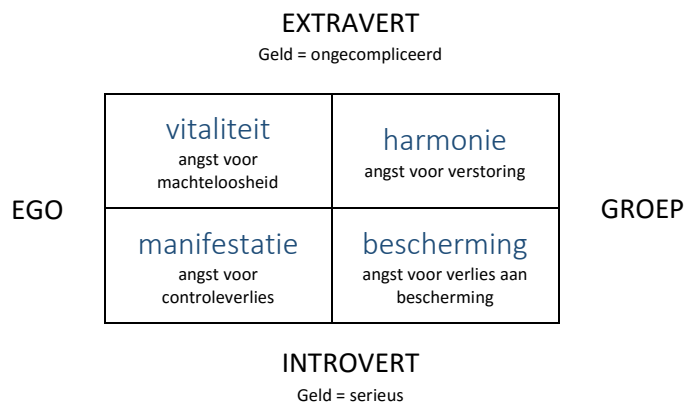 EXTRAVERT
Geld = ongecompliceerd
vitaliteit
angst voor
machteloosheid
harmonie
angst voor verstoring
EGO
GROEP
manifestatie
angst voor
controleverlies
bescherming
angst voor verlies aan
bescherming
INTROVERT
Geld = serieus